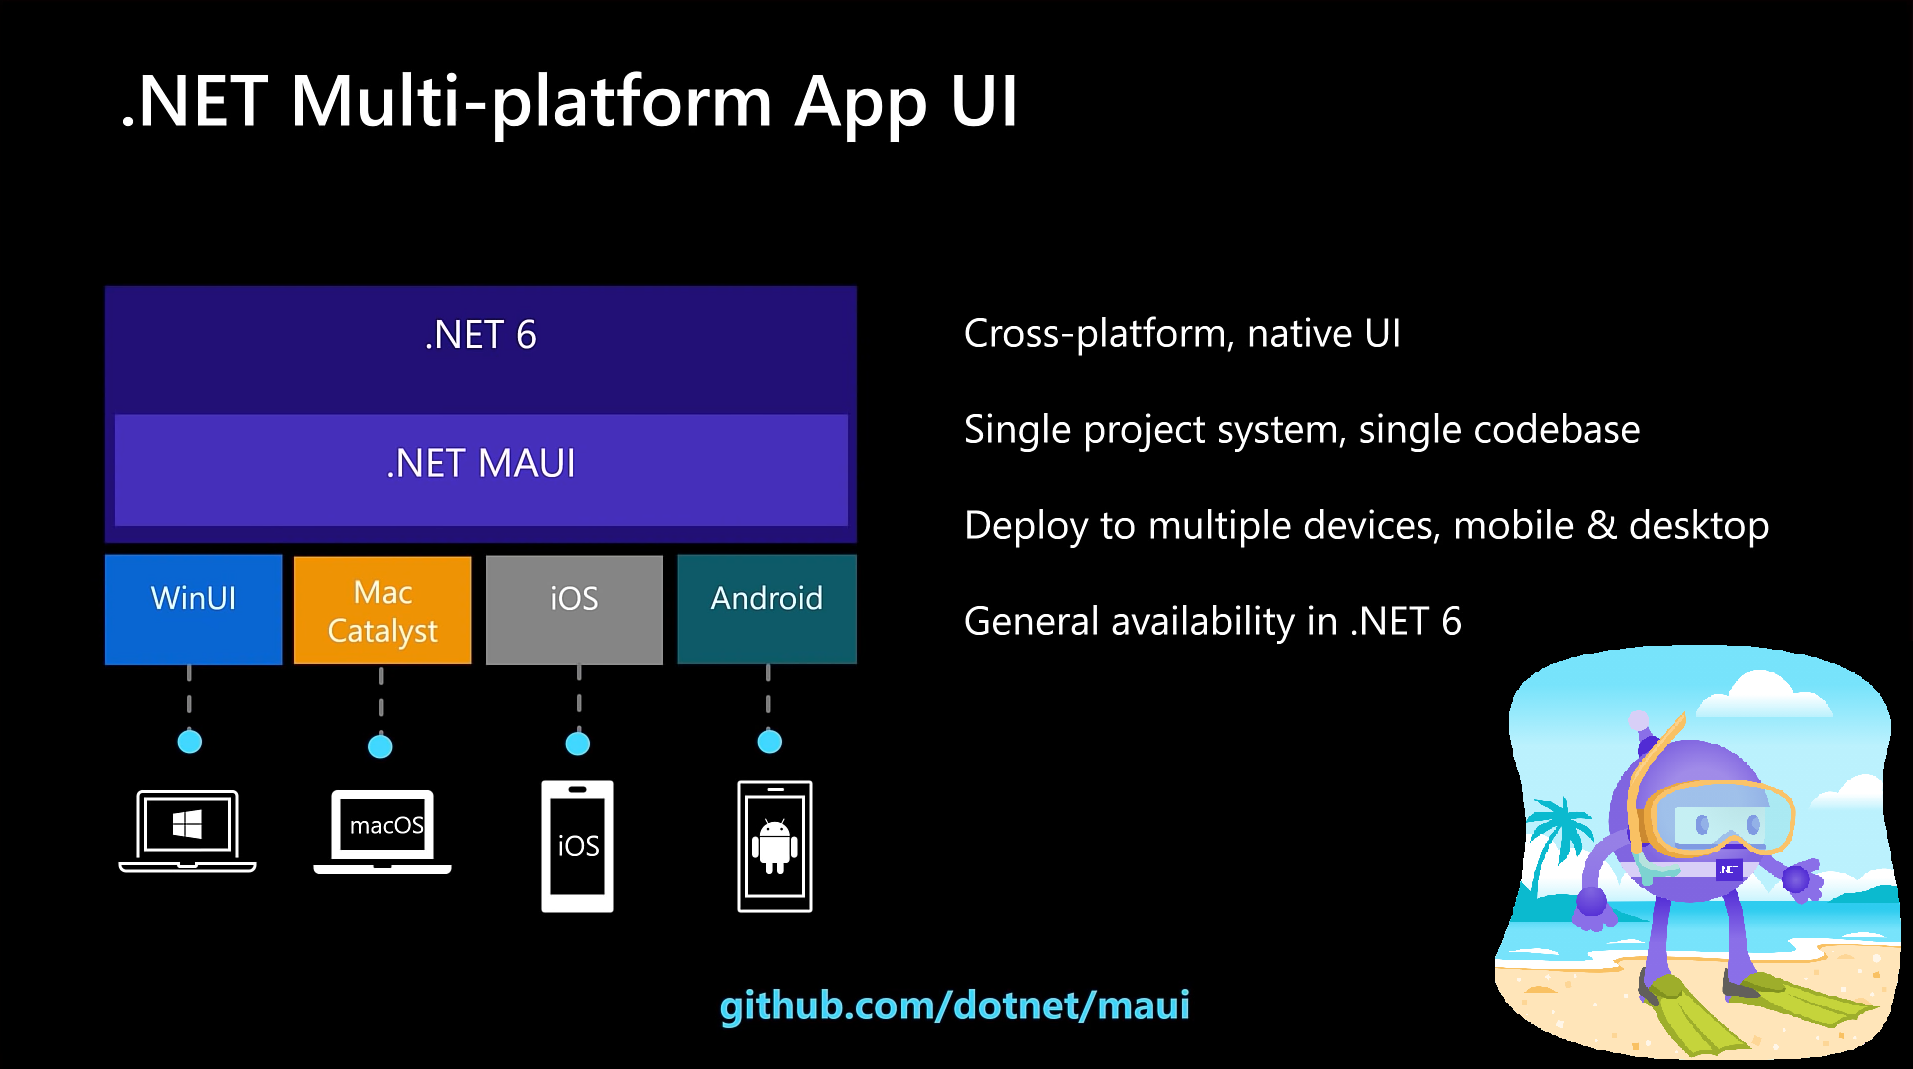 .NET Multi-platform App UI
.NET 6
.NET MAUI
WinUI
Mac
Catalyst
iOS
Android
macOS
iOS
Cross-platform, native UI
Single project system, single codebase
Deploy to multiple devices, mobile & desktop
General availability in .NET 6
.NET
github.com/dotnet/maui